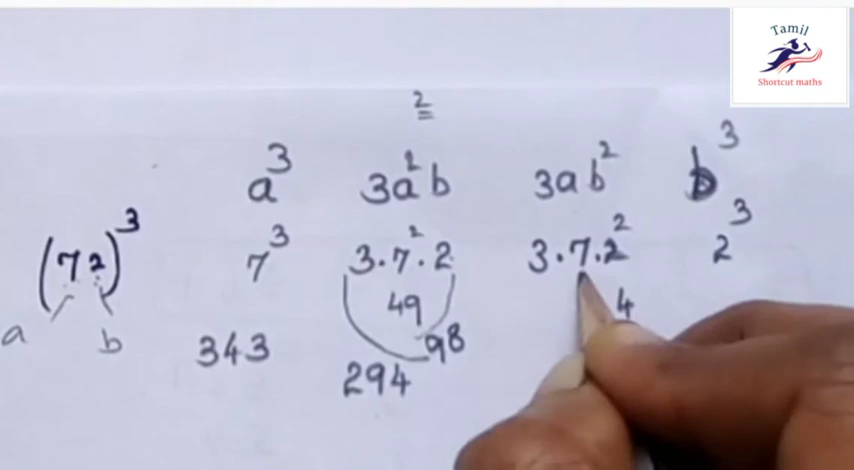 Tamil
Shortcut maths
2
a³ 3a²b 3ab² b³
(72)³ 7³ 3·7²·2 3·7·2² 2³
49 4
a b 343 98
294